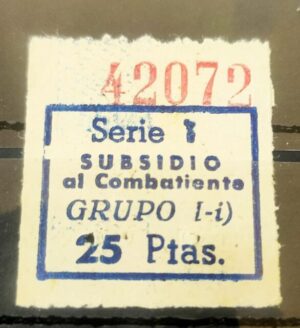 42072
Serie 1
SUBSIDIO
al Combatiente
GRUPO l-i)
25 Ptas.